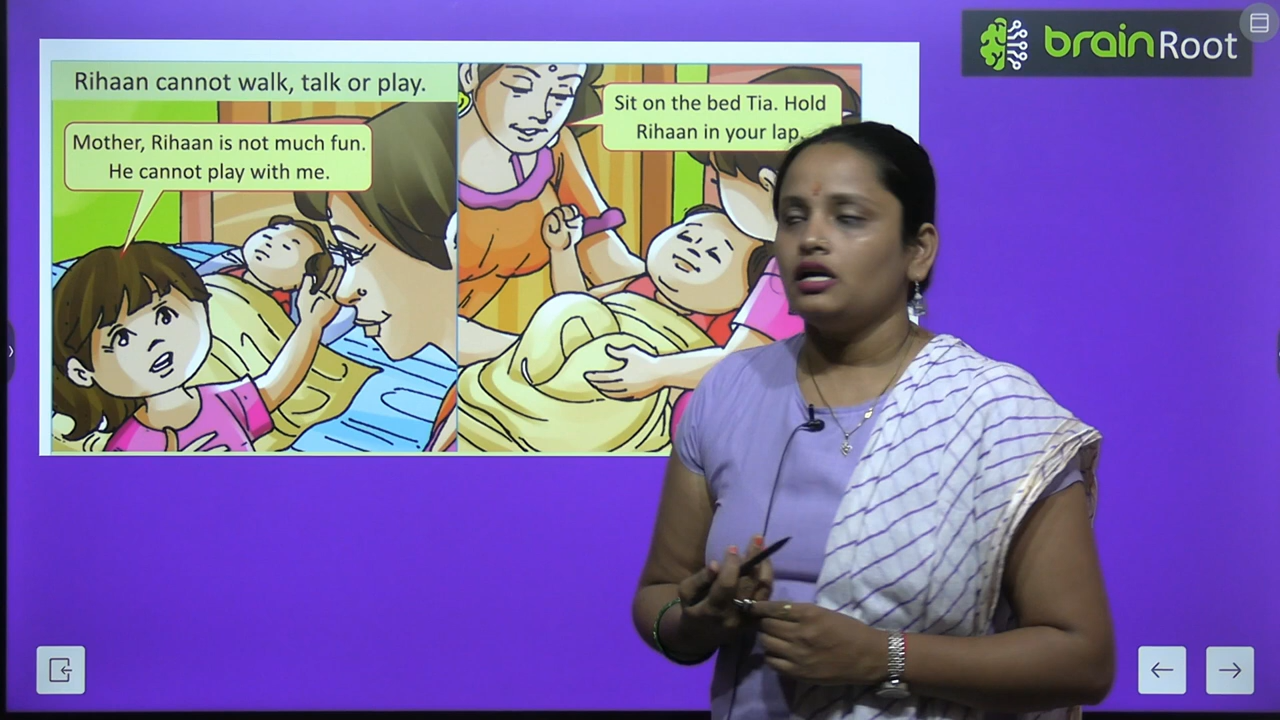 brainRoot
Rihaan cannot walk, talk or play.
Mother, Rihaan is not much fun.
He cannot play with me.
Sit on the bed Tia. Hold
Rihaan in your lap.